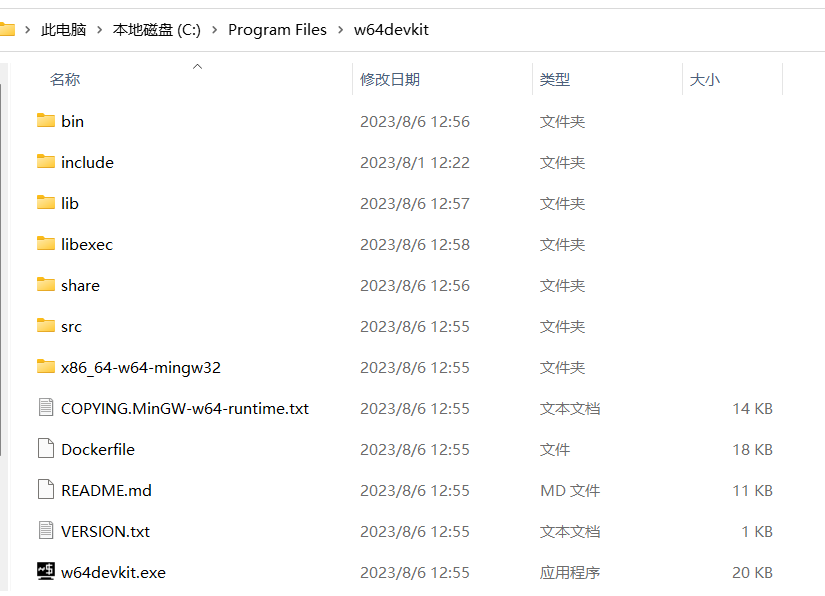 此电脑 > 本地磁盘 (C:) > Program Files > w64devkit
名称 修改日期 类型 大小
bin 2023/8/6 12:56 文件夹
include 2023/8/1 12:22 文件夹
lib 2023/8/6 12:57 文件夹
libexec 2023/8/6 12:58 文件夹
share 2023/8/6 12:56 文件夹
src 2023/8/6 12:55 文件夹
x86_64-w64-mingw32 2023/8/6 12:55 文件夹
COPYING.MinGW-w64-runtime.txt 2023/8/6 12:55 文本文档 14 KB
Dockerfile 2023/8/6 12:55 文件 18 KB
README.md 2023/8/6 12:55 MD 文件 11 KB
VERSION.txt 2023/8/6 12:55 文本文档 1 KB
w64devkit.exe 2023/8/6 12:55 应用程序 20 KB